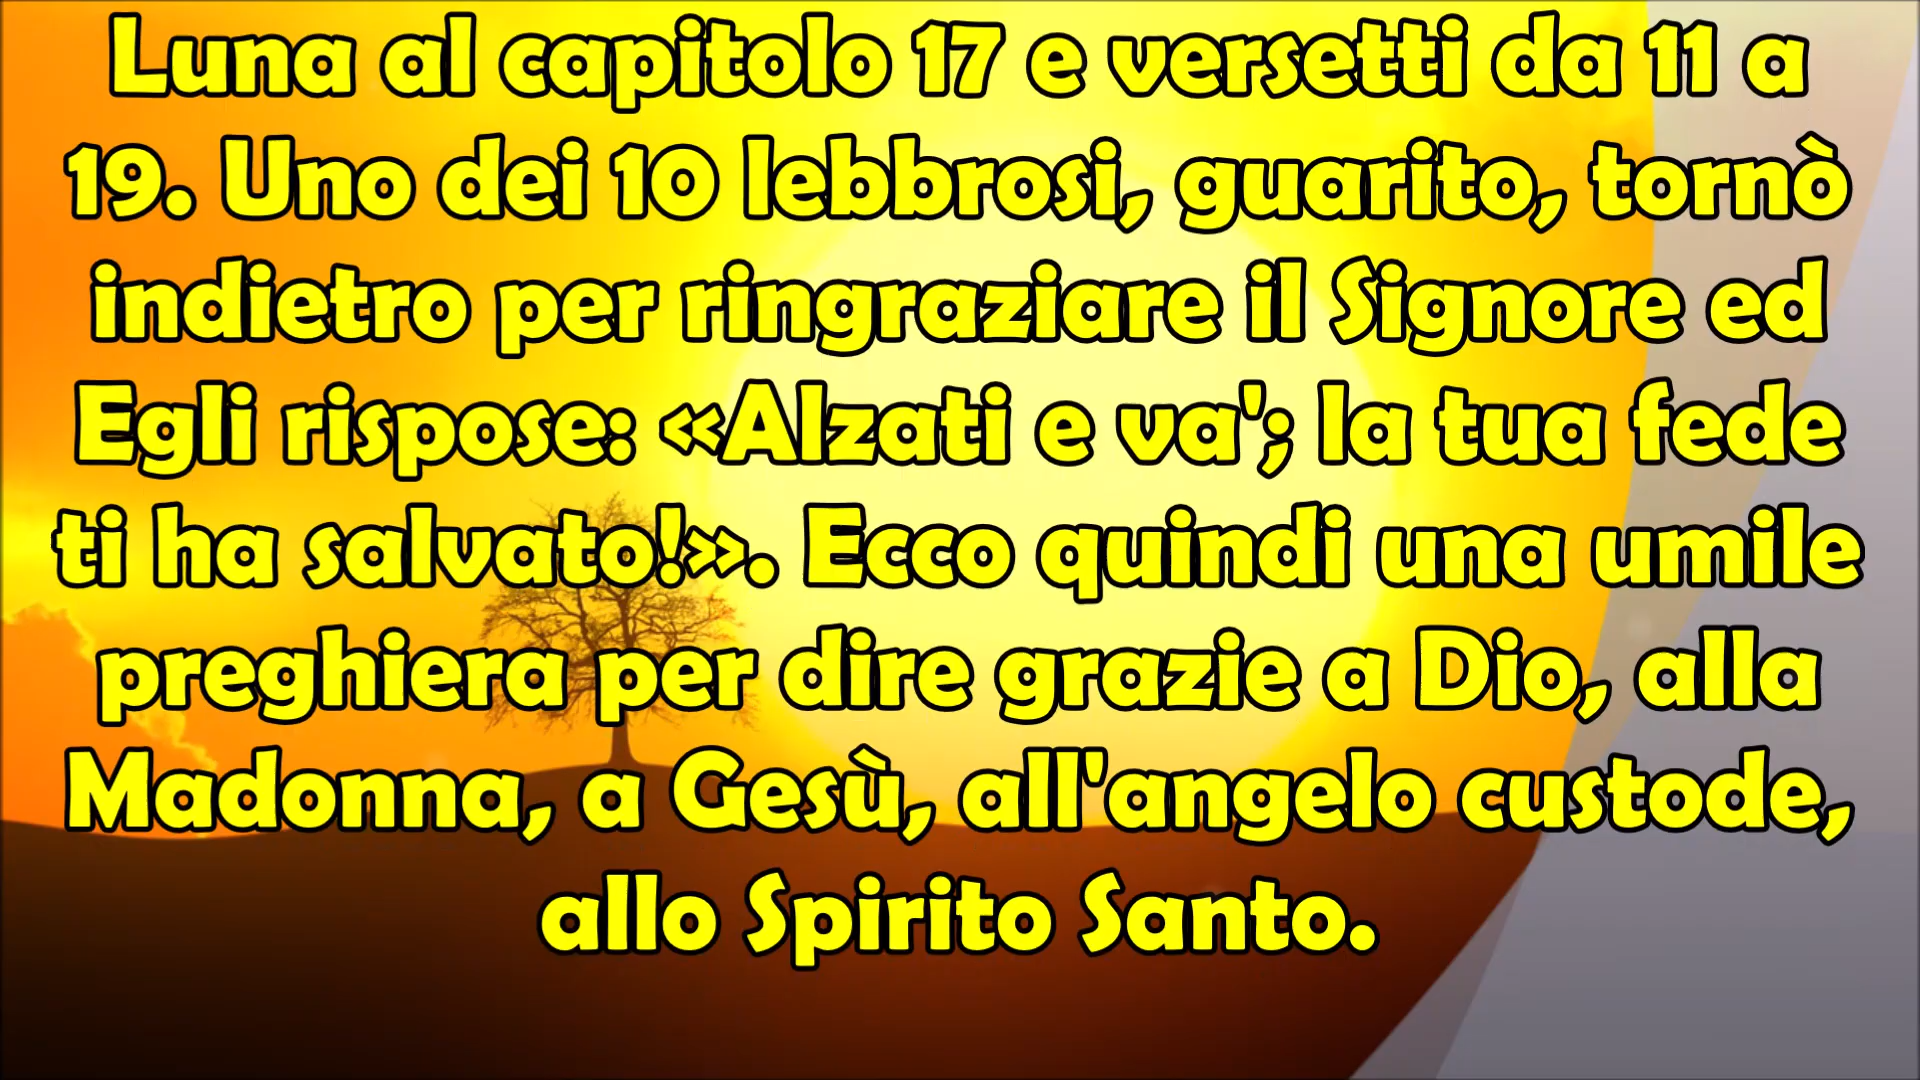 Luna al capitolo 17 e versetti da 11 a
19. Uno dei 10 lebbrosi, guarito, tornò
indietro per ringraziare il Signore ed
Egli rispose: «Alzati e va'; la tua fede
ti ha salvato!». Ecco quindi una umile
preghiera per dire grazie a Dio, alla
Madonna, a Gesù, all'angelo custode,
allo Spirito Santo.